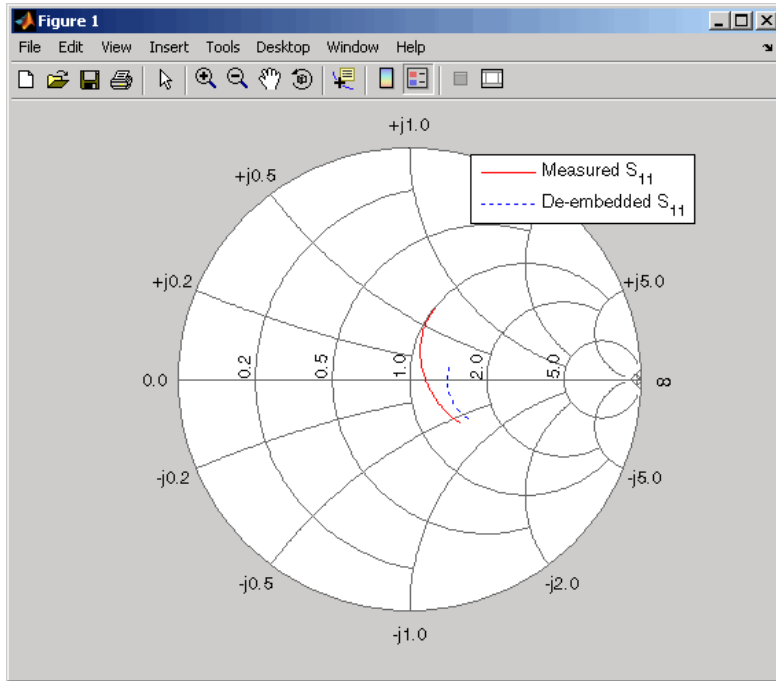 Figure 1
File Edit View Insert Tools Desktop Window Help
+j1.0
Measured S11
De-embedded S11
+j0.5
+j0.2
+j5.0
0.0
0.2
0.5
1.0
2.0
5.0
∞
-j0.2
-j5.0
-j0.5
-j2.0
-j1.0